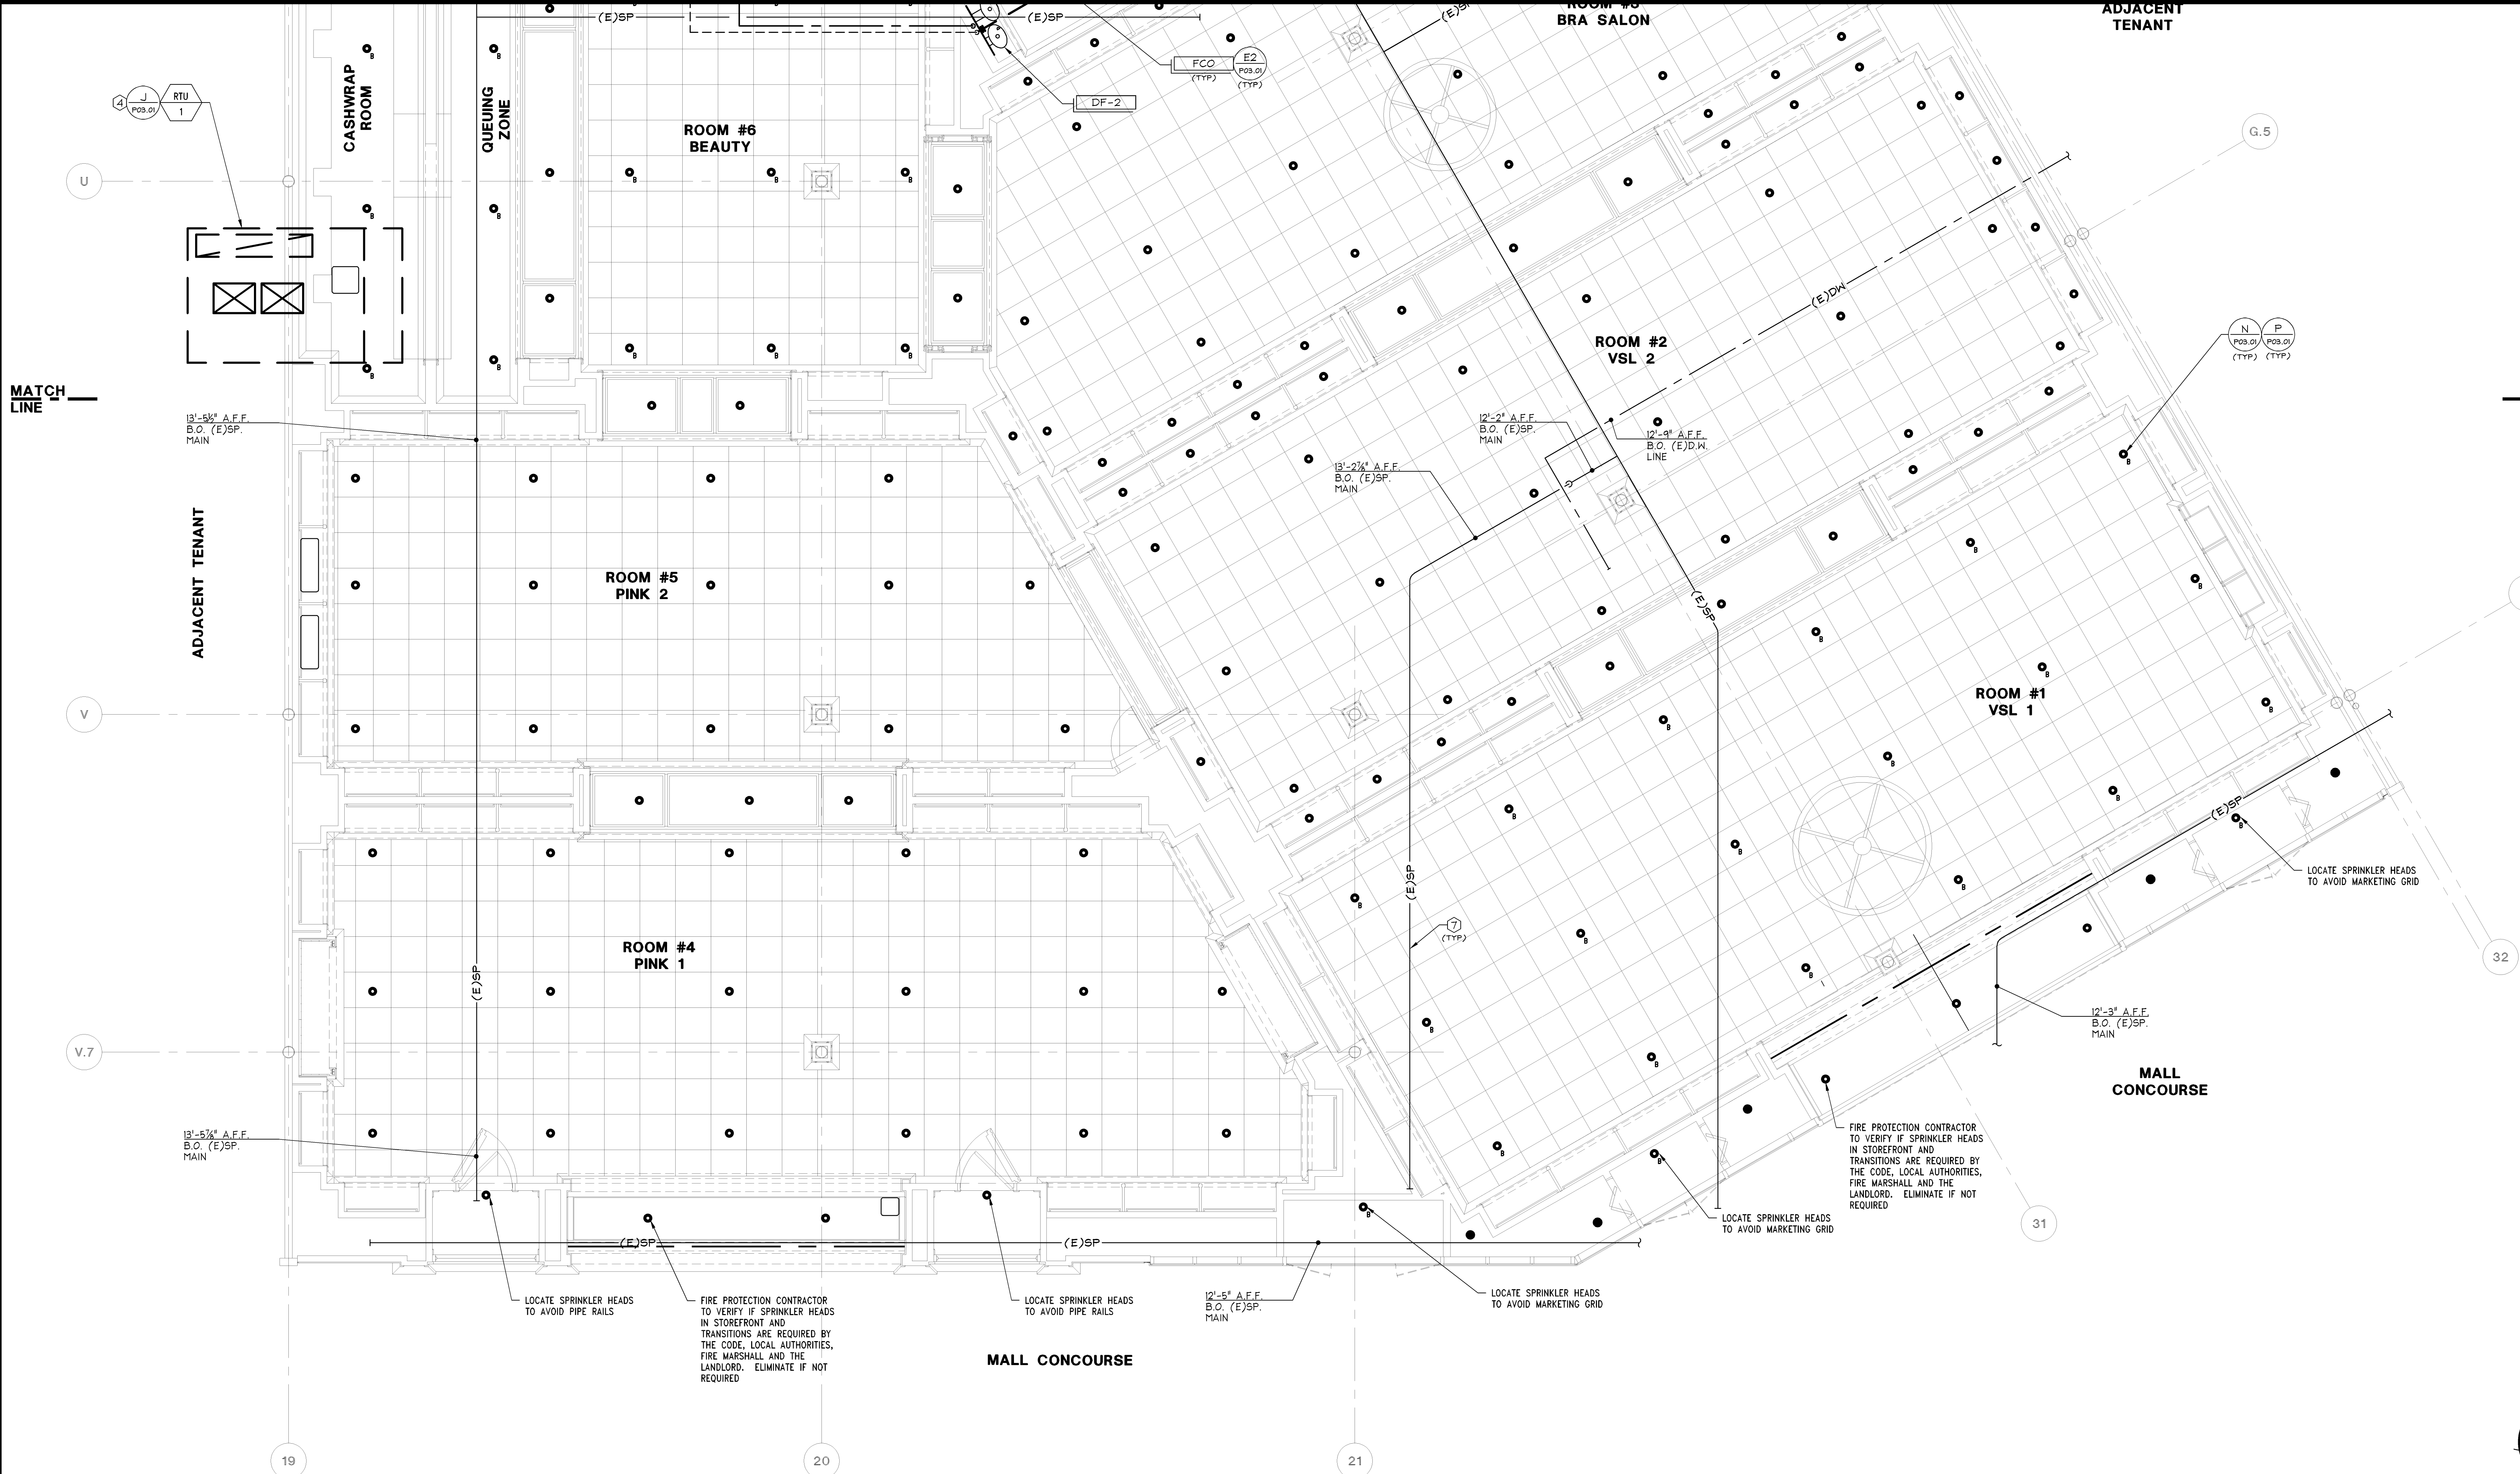 (E)SP
(E)SP
(E)SP
BRA SALON
ADJACENT
TENANT
FCO
(TYP)
E2
P03.01
(TYP)
DF-2
4
J
P03.01
RTU
1
CASHWRAP
ROOM
QUEUING
ZONE
ROOM #6
BEAUTY
G.5
U
(E)DW
ROOM #2
VSL 2
N
P03.01
(TYP)
P
P03.01
(TYP)
MATCH
LINE
13'-5½" A.F.F.
B.O. (E)SP.
MAIN
12'-2" A.F.F.
B.O. (E)SP.
MAIN
12'-9" A.F.F.
B.O. (E)D.W.
LINE
13'-2⅞" A.F.F.
B.O. (E)SP.
MAIN
ADJACENT TENANT
ROOM #5
PINK 2
(E)SP
ROOM #1
VSL 1
V
(E)SP
LOCATE SPRINKLER HEADS
TO AVOID MARKETING GRID
(E)SP
7
(TYP)
ROOM #4
PINK 1
(E)SP
32
12'-3" A.F.F.
B.O. (E)SP.
MAIN
V.7
MALL
CONCOURSE
13'-5⅞" A.F.F.
B.O. (E)SP.
MAIN
FIRE PROTECTION CONTRACTOR
TO VERIFY IF SPRINKLER HEADS
IN STOREFRONT AND
TRANSITIONS ARE REQUIRED BY
THE CODE, LOCAL AUTHORITIES,
FIRE MARSHALL AND THE
LANDLORD. ELIMINATE IF NOT
REQUIRED
LOCATE SPRINKLER HEADS
TO AVOID MARKETING GRID
31
(E)SP
(E)SP
LOCATE SPRINKLER HEADS
TO AVOID PIPE RAILS
FIRE PROTECTION CONTRACTOR
TO VERIFY IF SPRINKLER HEADS
IN STOREFRONT AND
TRANSITIONS ARE REQUIRED BY
THE CODE, LOCAL AUTHORITIES,
FIRE MARSHALL AND THE
LANDLORD. ELIMINATE IF NOT
REQUIRED
LOCATE SPRINKLER HEADS
TO AVOID PIPE RAILS
12'-5" A.F.F.
B.O. (E)SP.
MAIN
LOCATE SPRINKLER HEADS
TO AVOID MARKETING GRID
MALL CONCOURSE
19
20
21